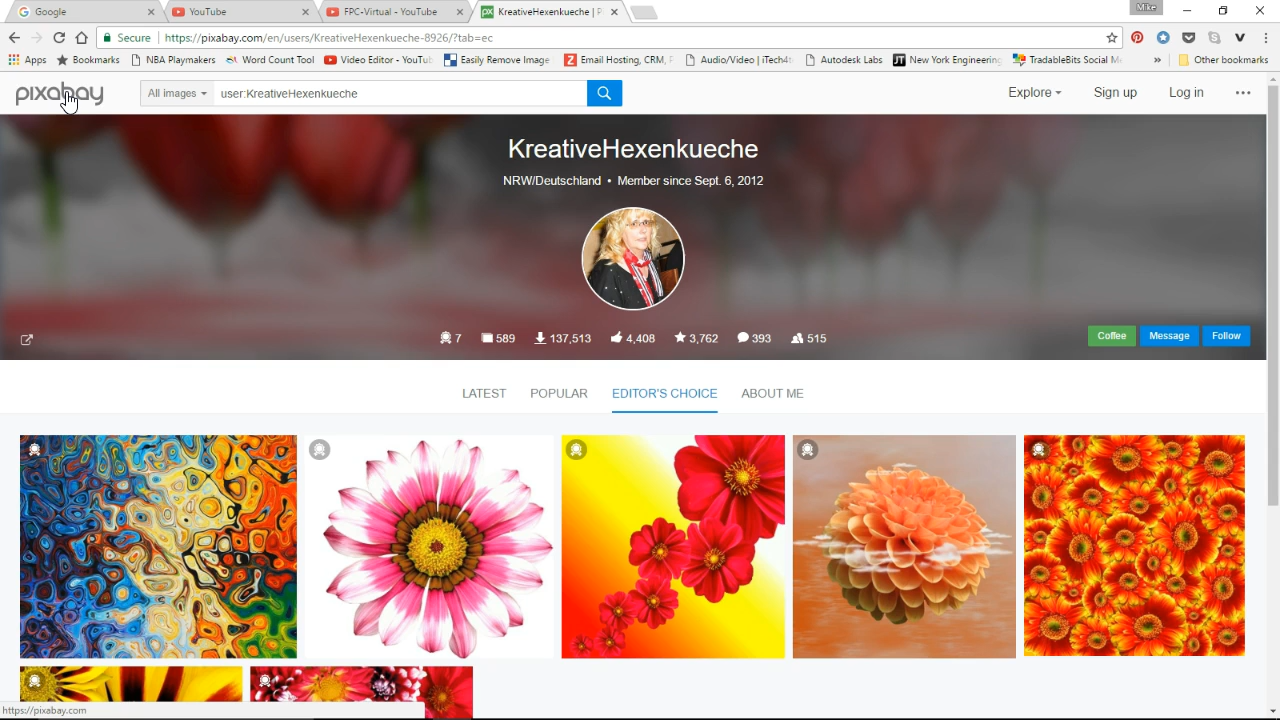 Google
YouTube
FPC-Virtual - YouTube
KreativeHexenkueche | P
Mike
Secure
https://pixabay.com/en/users/KreativeHexenkueche-8926/?tab=ec
Apps
Bookmarks
NBA Playmakers
Word Count Tool
Video Editor - YouTu
Easily Remove Image
Email Hosting, CRM, P
Audio/Video | iTech4
Autodesk Labs
New York Engineering
TradableBits Social Me
»
Other bookmarks
pixabay
All images
user:KreativeHexenkueche
Explore
Sign up
Log in
KreativeHexenkueche
NRW/Deutschland • Member since Sept. 6, 2012
7
589
137,513
4,408
3,762
393
515
Coffee
Message
Follow
LATEST
POPULAR
EDITOR'S CHOICE
ABOUT ME
https://pixabay.com